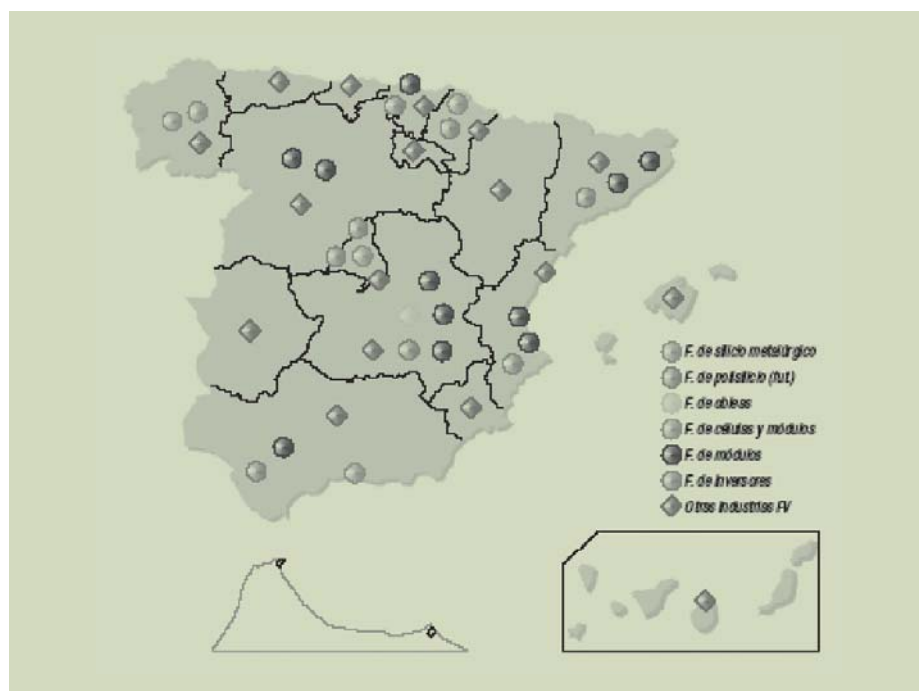 F. de silicio metalúrgico
F. de polisilicio (fut.)
F. de obleas
F. de células y módulos
F. de módulos
F. de inversores
Otras industrias FV